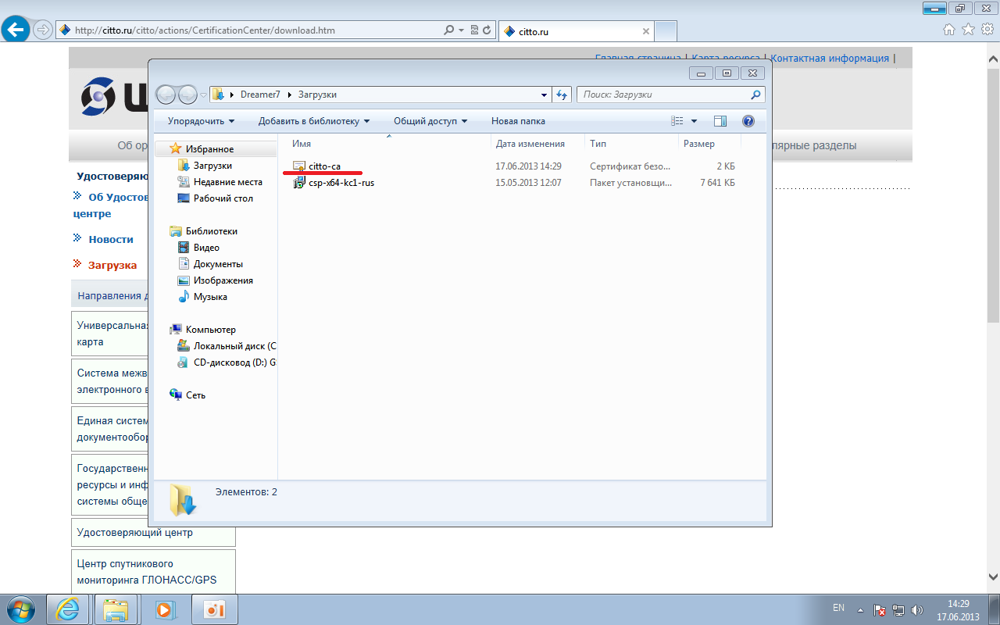 http://citto.ru/citto/actions/CertificationCenter/download.htm
citto.ru
Главная страница | Карта ресурса | Контактная информация |
Dreamer7
Загрузки
Поиск: Загрузки
Упорядочить
Добавить в библиотеку
Общий доступ
Новая папка
Об ор
лярные разделы
Имя
Дата изменения
Тип
Размер
citto-ca
17.06.2013 14:29
Сертификат безо...
2 КБ
csp-x64-kc1-rus
15.05.2013 12:07
Пакет установщи...
7 641 КБ
Избранное
Загрузки
Недавние места
Рабочий стол
Библиотеки
Видео
Документы
Изображения
Музыка
Компьютер
Локальный диск (C
CD-дисковод (D:) G
Сеть
Элементов: 2
Удостоверяю
Об Удостов
центре
Новости
Загрузка
Направления д
Универсальна
карта
Система межв
электронного в
Единая систем
документообор
Государственн
ресурсы и инф
системы обще
Удостоверяющий центр
Центр спутникового
мониторинга ГЛОНАСС/GPS
EN
14:29
17.06.2013